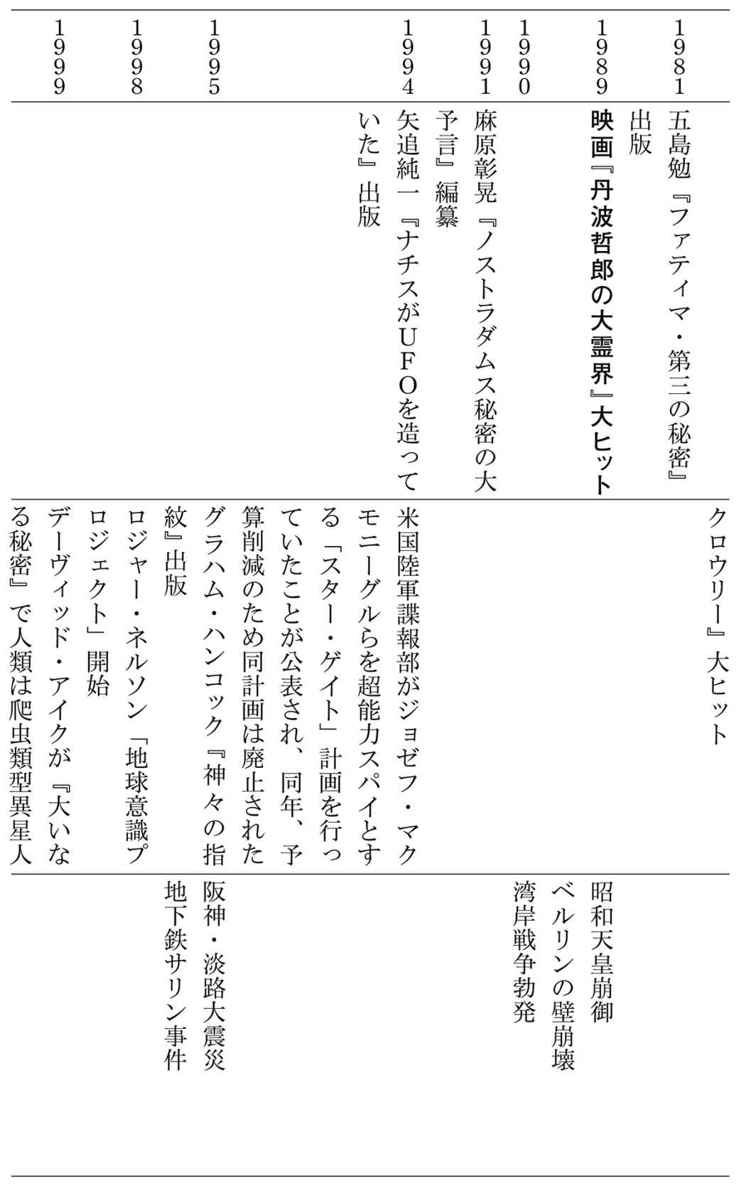 1981
1989
1990
1991
1994
1995
1998
1999
五島勉『ファティマ・第三の秘密』
出版
映画『丹波哲郎の大霊界』大ヒット
麻原彰晃『ノストラダムス秘密の大
予言』編纂
矢追純一『ナチスがUFOを造って
いた』出版
クロウリー』大ヒット
米国陸軍諜報部がジョゼフ・マク
モニーグルらを超能力スパイとす
る「スター・ゲイト」計画を行っ
ていたことが公表され、同年、予
算削減のため同計画は廃止された
グラハム・ハンコック『神々の指
紋』出版
ロジャー・ネルソン「地球意識プ
ロジェクト」開始
デーヴィッド・アイクが『大いな
る秘密』で人類は爬虫類型異星人
昭和天皇崩御
ベルリンの壁崩壊
湾岸戦争勃発
阪神・淡路大震災
地下鉄サリン事件